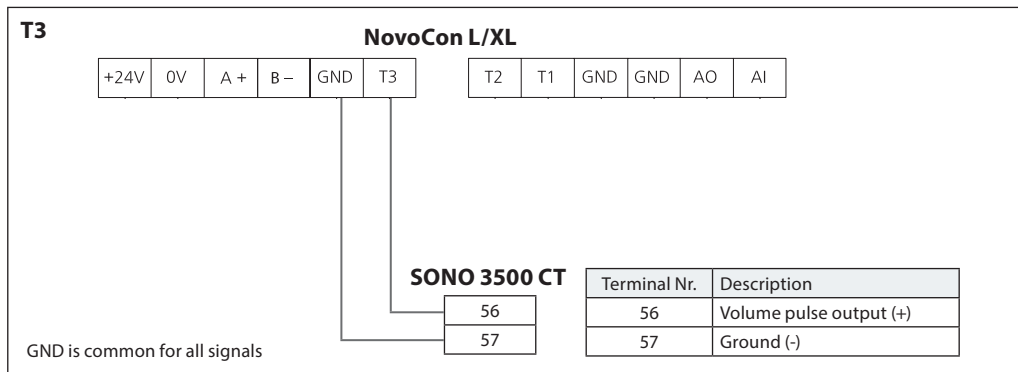 T3
NovoCon L/XL
+24V 0V A + B – GND T3 T2 T1 GND GND AO AI
SONO 3500 CT
56
57
Terminal Nr. Description
56 Volume pulse output (+)
57 Ground (-)
GND is common for all signals